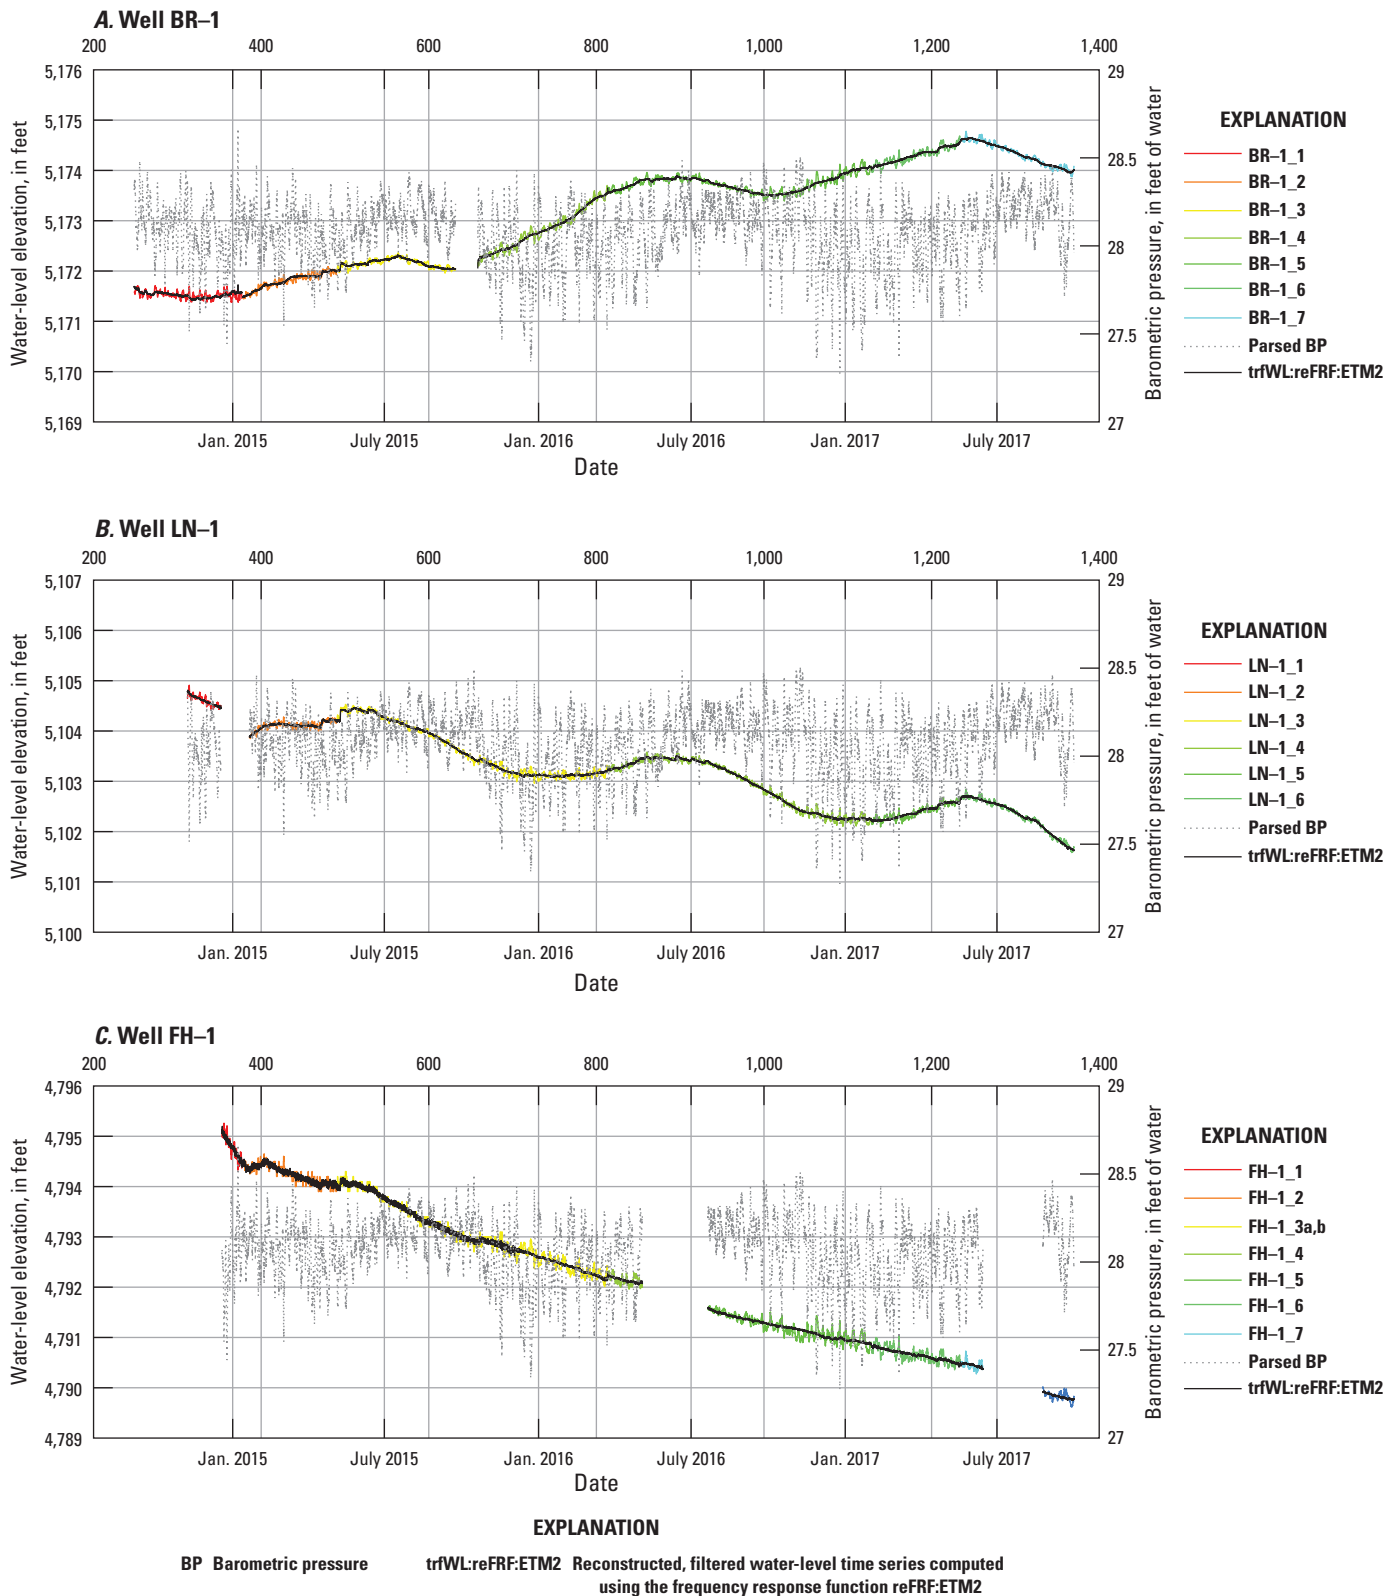 A. Well BR–1
200 400 600 800 1,000 1,200 1,400
5,176
5,175
5,174
5,173
5,172
5,171
5,170
5,169
Water-level elevation, in feet
29
28.5
28
27.5
27
Barometric pressure, in feet of water
Jan. 2015 July 2015 Jan. 2016 July 2016 Jan. 2017 July 2017
Date
EXPLANATION
BR–1_1
BR–1_2
BR–1_3
BR–1_4
BR–1_5
BR–1_6
BR–1_7
Parsed BP
trfWL:reFRF:ETM2
B. Well LN–1
200 400 600 800 1,000 1,200 1,400
5,107
5,106
5,105
5,104
5,103
5,102
5,101
5,100
Water-level elevation, in feet
29
28.5
28
27.5
27
Barometric pressure, in feet of water
Jan. 2015 July 2015 Jan. 2016 July 2016 Jan. 2017 July 2017
Date
EXPLANATION
LN–1_1
LN–1_2
LN–1_3
LN–1_4
LN–1_5
LN–1_6
Parsed BP
trfWL:reFRF:ETM2
C. Well FH–1
200 400 600 800 1,000 1,200 1,400
4,796
4,795
4,794
4,793
4,792
4,791
4,790
4,789
Water-level elevation, in feet
29
28.5
28
27.5
27
Barometric pressure, in feet of water
Jan. 2015 July 2015 Jan. 2016 July 2016 Jan. 2017 July 2017
Date
EXPLANATION
FH–1_1
FH–1_2
FH–1_3a,b
FH–1_4
FH–1_5
FH–1_6
FH–1_7
Parsed BP
trfWL:reFRF:ETM2
EXPLANATION
BP Barometric pressure trfWL:reFRF:ETM2 Reconstructed, filtered water-level time series computed
using the frequency response function reFRF:ETM2